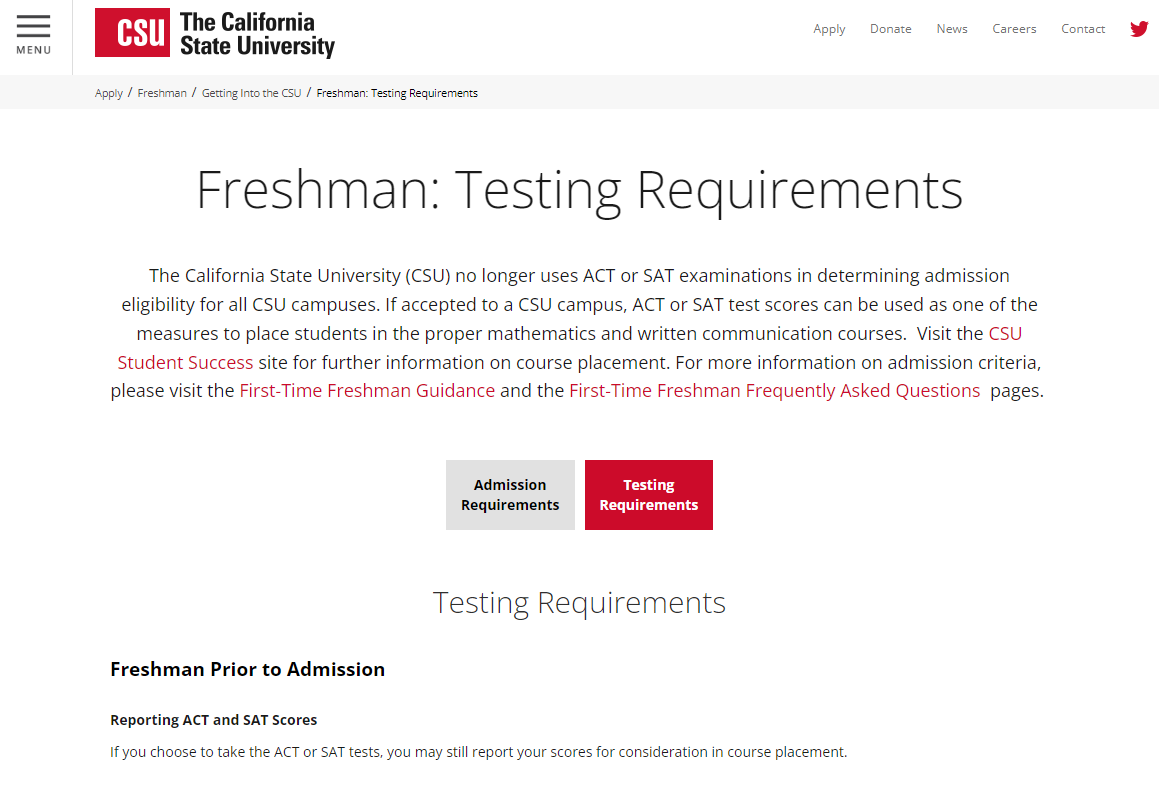 MENU
CSU The California
State University
Apply Donate News Careers Contact
Apply / Freshman / Getting Into the CSU / Freshman: Testing Requirements
Freshman: Testing Requirements
The California State University (CSU) no longer uses ACT or SAT examinations in determining admission
eligibility for all CSU campuses. If accepted to a CSU campus, ACT or SAT test scores can be used as one of the
measures to place students in the proper mathematics and written communication courses.  Visit the CSU
Student Success site for further information on course placement. For more information on admission criteria,
please visit the First-Time Freshman Guidance and the First-Time Freshman Frequently Asked Questions  pages.
Admission
Requirements
Testing
Requirements
Testing Requirements
Freshman Prior to Admission
Reporting ACT and SAT Scores
If you choose to take the ACT or SAT tests, you may still report your scores for consideration in course placement.